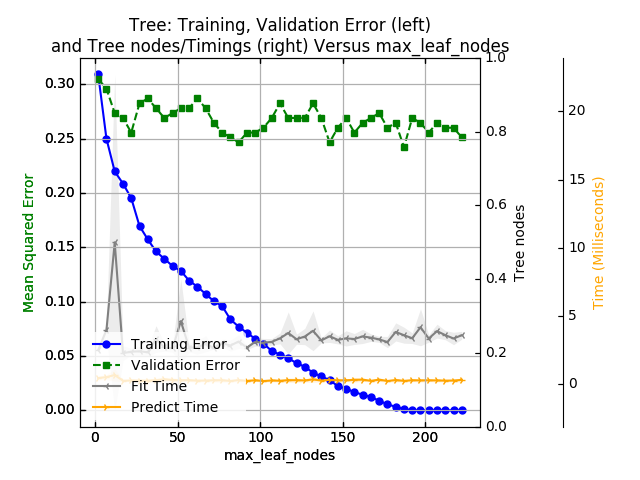 Tree: Training, Validation Error (left)
and Tree nodes/Timings (right) Versus max_leaf_nodes
0.30
0.25
0.20
0.15
0.10
0.05
0.00
Mean Squared Error
0
50
100
150
200
max_leaf_nodes
1.0
0.8
0.6
0.4
0.2
0.0
Tree nodes
20
15
10
5
0
Time (Milliseconds)
Training Error
Validation Error
Fit Time
Predict Time